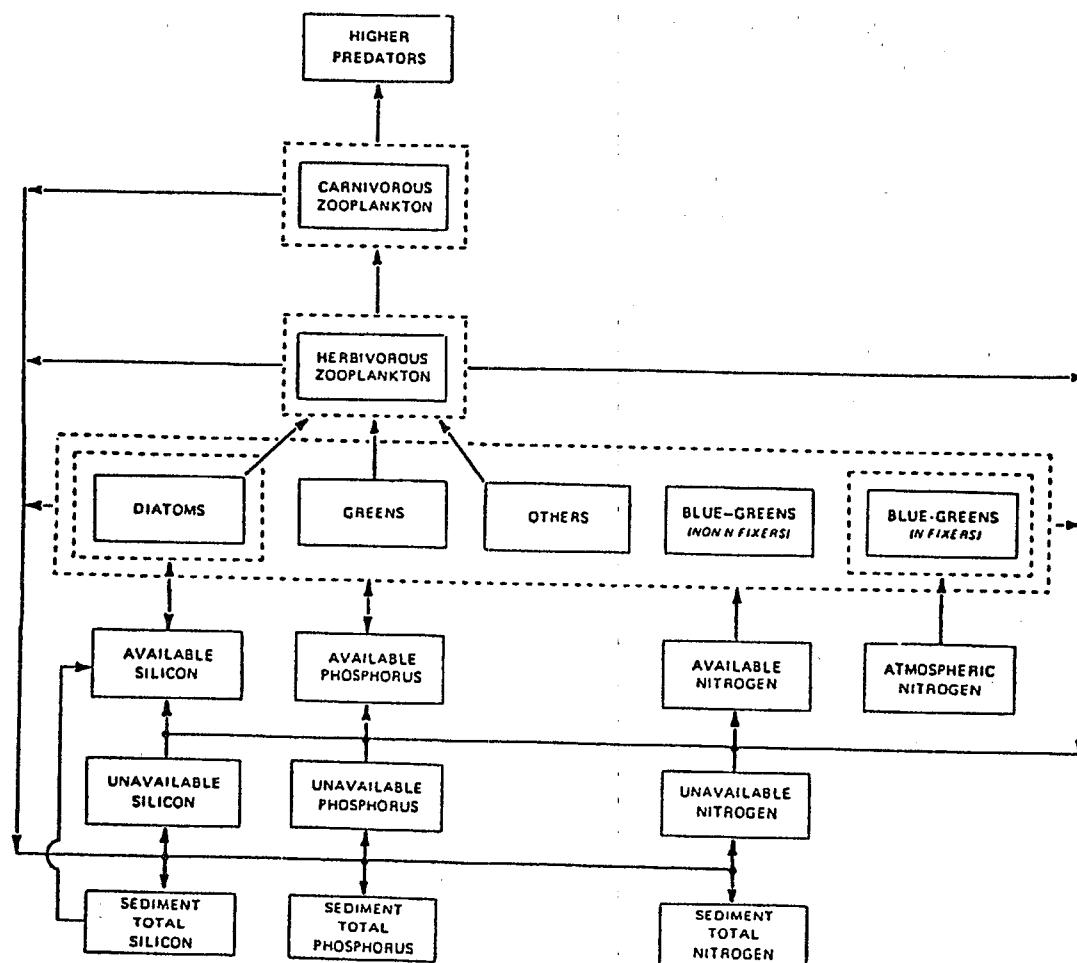 HIGHER
PREDATORS
CARNIVOROUS
ZOOPLANKTON
HERBIVOROUS
ZOOPLANKTON
DIATOMS
GREENS
OTHERS
BLUE-GREENS
(NON N FIXERS)
BLUE-GREENS
(N FIXERS)
AVAILABLE
SILICON
AVAILABLE
PHOSPHORUS
AVAILABLE
NITROGEN
ATMOSPHERIC
NITROGEN
UNAVAILABLE
SILICON
UNAVAILABLE
PHOSPHORUS
UNAVAILABLE
NITROGEN
SEDIMENT
TOTAL
SILICON
SEDIMENT
TOTAL
PHOSPHORUS
SEDIMENT
TOTAL
NITROGEN